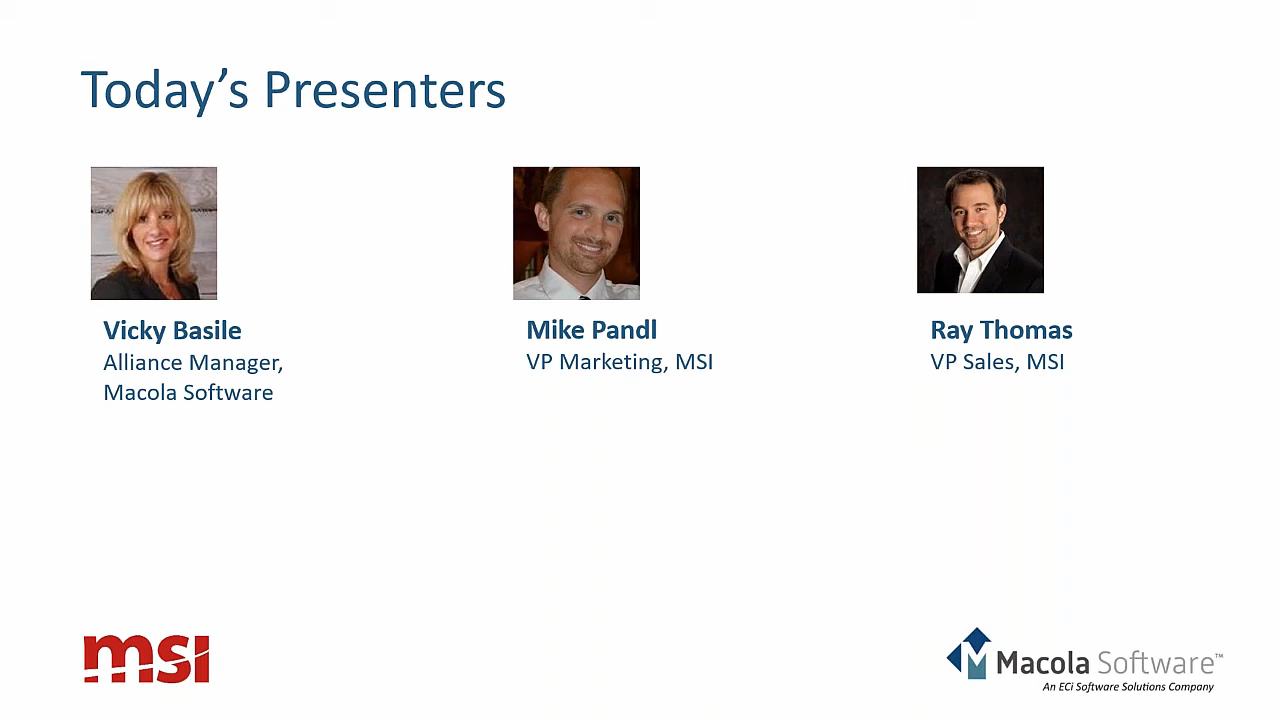 Today’s Presenters
Vicky Basile
Alliance Manager,
Macola Software
Mike Pandl
VP Marketing, MSI
Ray Thomas
VP Sales, MSI
msi
Macola Software™
An ECi Software Solutions Company